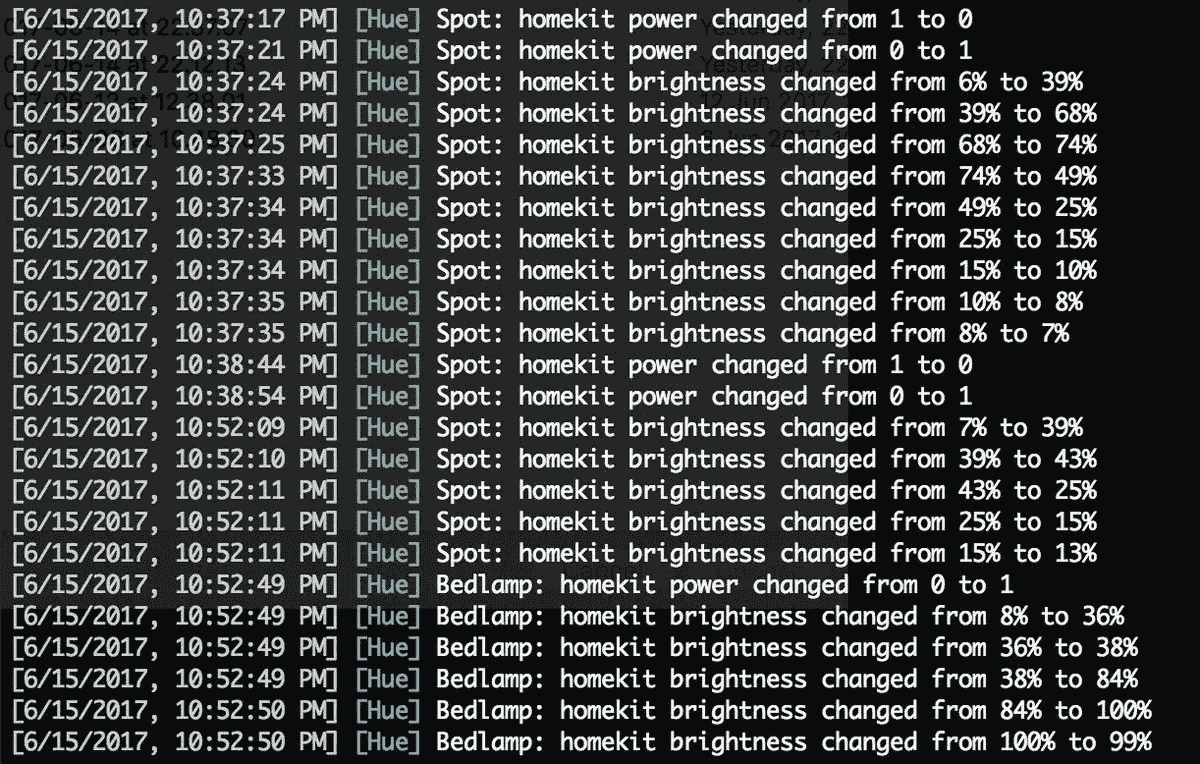 [6/15/2017, 10:37:17 PM] [Hue] Spot: homekit power changed from 1 to 0
[6/15/2017, 10:37:21 PM] [Hue] Spot: homekit power changed from 0 to 1
[6/15/2017, 10:37:24 PM] [Hue] Spot: homekit brightness changed from 6% to 39%
[6/15/2017, 10:37:24 PM] [Hue] Spot: homekit brightness changed from 39% to 68%
[6/15/2017, 10:37:25 PM] [Hue] Spot: homekit brightness changed from 68% to 74%
[6/15/2017, 10:37:33 PM] [Hue] Spot: homekit brightness changed from 74% to 49%
[6/15/2017, 10:37:34 PM] [Hue] Spot: homekit brightness changed from 49% to 25%
[6/15/2017, 10:37:34 PM] [Hue] Spot: homekit brightness changed from 25% to 15%
[6/15/2017, 10:37:34 PM] [Hue] Spot: homekit brightness changed from 15% to 10%
[6/15/2017, 10:37:35 PM] [Hue] Spot: homekit brightness changed from 10% to 8%
[6/15/2017, 10:37:35 PM] [Hue] Spot: homekit brightness changed from 8% to 7%
[6/15/2017, 10:38:44 PM] [Hue] Spot: homekit power changed from 1 to 0
[6/15/2017, 10:38:54 PM] [Hue] Spot: homekit power changed from 0 to 1
[6/15/2017, 10:52:09 PM] [Hue] Spot: homekit brightness changed from 7% to 39%
[6/15/2017, 10:52:10 PM] [Hue] Spot: homekit brightness changed from 39% to 43%
[6/15/2017, 10:52:11 PM] [Hue] Spot: homekit brightness changed from 43% to 25%
[6/15/2017, 10:52:11 PM] [Hue] Spot: homekit brightness changed from 25% to 15%
[6/15/2017, 10:52:11 PM] [Hue] Spot: homekit brightness changed from 15% to 13%
[6/15/2017, 10:52:49 PM] [Hue] Bedlamp: homekit power changed from 0 to 1
[6/15/2017, 10:52:49 PM] [Hue] Bedlamp: homekit brightness changed from 8% to 36%
[6/15/2017, 10:52:49 PM] [Hue] Bedlamp: homekit brightness changed from 36% to 38%
[6/15/2017, 10:52:49 PM] [Hue] Bedlamp: homekit brightness changed from 38% to 84%
[6/15/2017, 10:52:50 PM] [Hue] Bedlamp: homekit brightness changed from 84% to 100%
[6/15/2017, 10:52:50 PM] [Hue] Bedlamp: homekit brightness changed from 100% to 99%